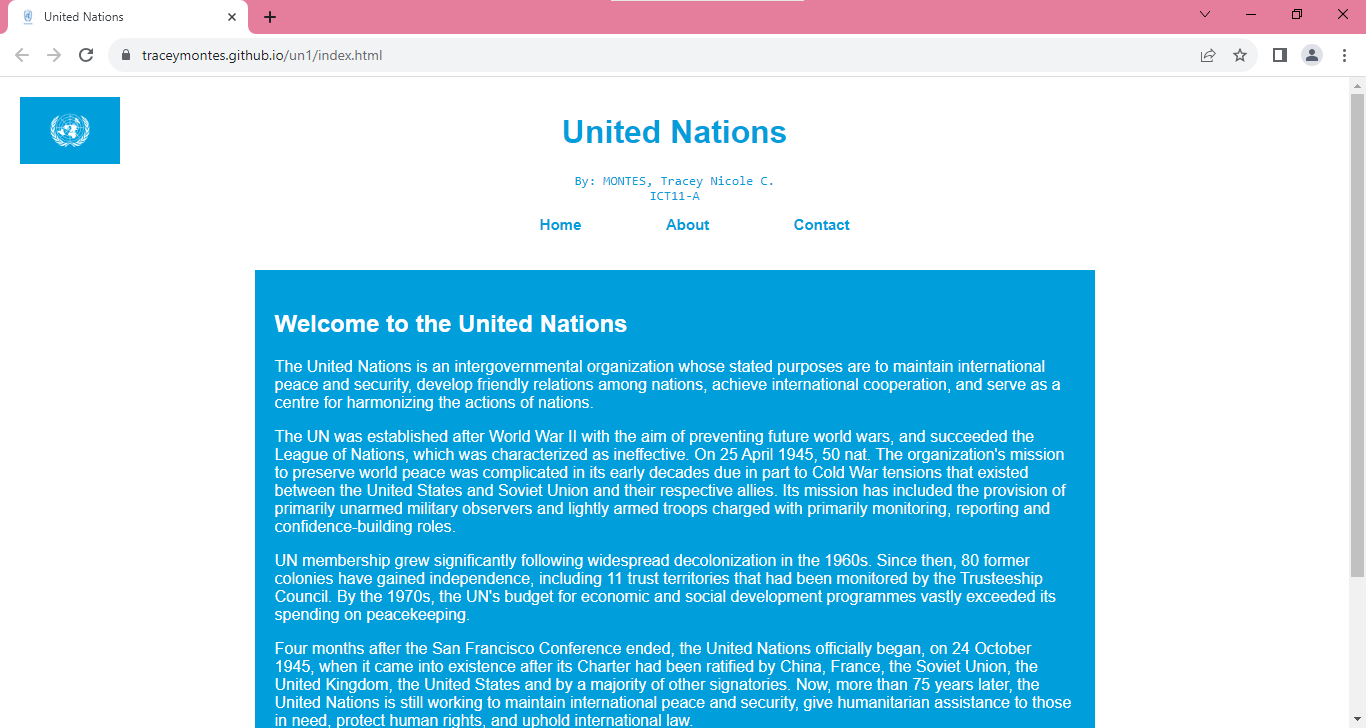 United Nations
traceymontes.github.io/un1/index.html
United Nations
By: MONTES, Tracey Nicole C.
ICT11-A
Home About Contact
Welcome to the United Nations
The United Nations is an intergovernmental organization whose stated purposes are to maintain international
peace and security, develop friendly relations among nations, achieve international cooperation, and serve as a
centre for harmonizing the actions of nations.
The UN was established after World War II with the aim of preventing future world wars, and succeeded the
League of Nations, which was characterized as ineffective. On 25 April 1945, 50 nat. The organization's mission
to preserve world peace was complicated in its early decades due in part to Cold War tensions that existed
between the United States and Soviet Union and their respective allies. Its mission has included the provision of
primarily unarmed military observers and lightly armed troops charged with primarily monitoring, reporting and
confidence-building roles.
UN membership grew significantly following widespread decolonization in the 1960s. Since then, 80 former
colonies have gained independence, including 11 trust territories that had been monitored by the Trusteeship
Council. By the 1970s, the UN's budget for economic and social development programmes vastly exceeded its
spending on peacekeeping.
Four months after the San Francisco Conference ended, the United Nations officially began, on 24 October
1945, when it came into existence after its Charter had been ratified by China, France, the Soviet Union, the
United Kingdom, the United States and by a majority of other signatories. Now, more than 75 years later, the
United Nations is still working to maintain international peace and security, give humanitarian assistance to those
in need, protect human rights, and uphold international law.